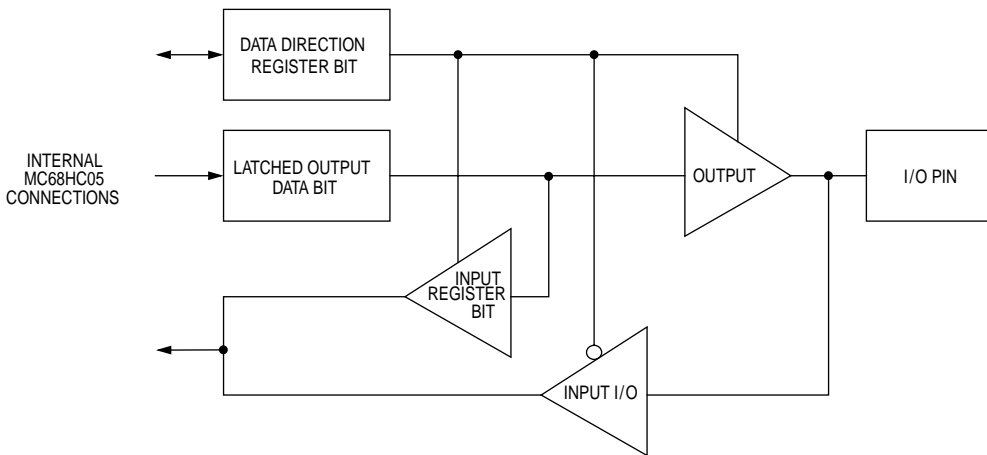 DATA DIRECTION
REGISTER BIT
INTERNAL
MC68HC05
CONNECTIONS
LATCHED OUTPUT
DATA BIT
OUTPUT
I/O PIN
INPUT
REGISTER
BIT
INPUT I/O